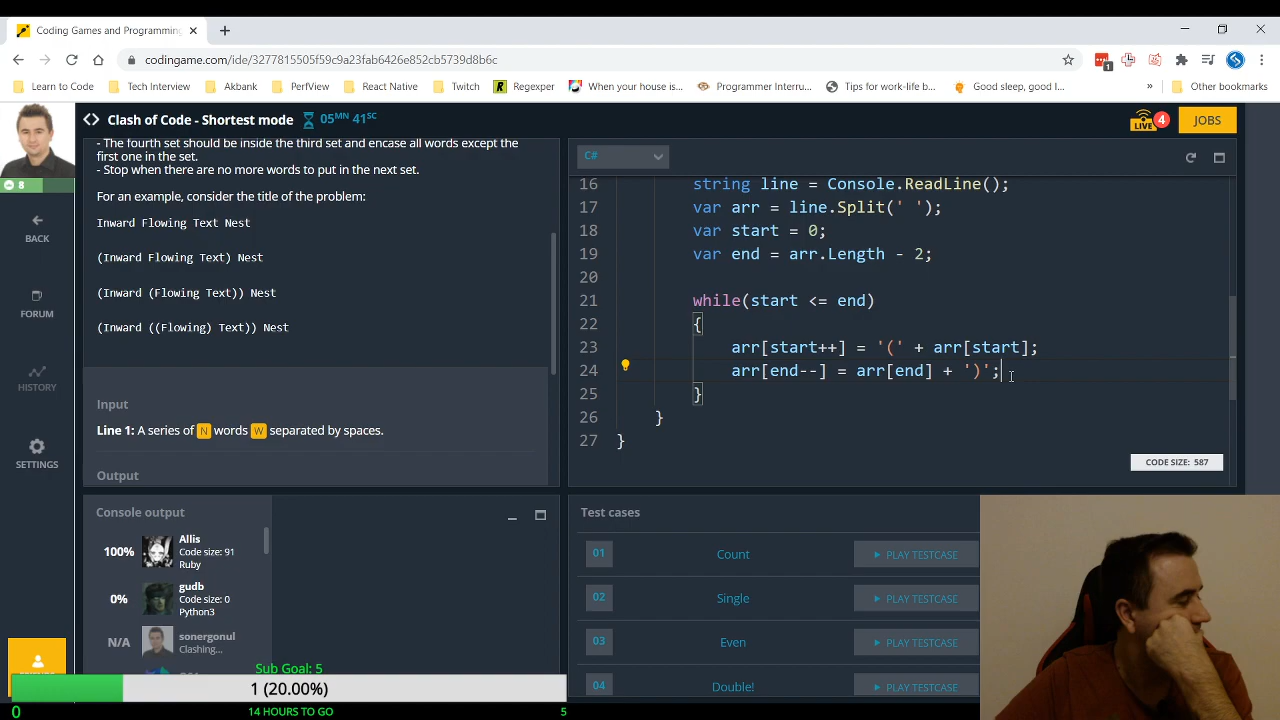 Coding Games and Programming
codingame.com/ide/3277815505f59c9a23fab6426e852cb5c5739d8b6c
1
Learn to Code
Tech Interview
Akbank
PerfView
React Native
Twitch
Regexper
When your house is...
Programmer Interru...
Tips for work-life b...
»
Other bookmarks
Clash of Code - Shortest mode
05MN 41SC
LIVE
4
JOBS
8
BACK
FORUM
HISTORY
SETTINGS
- The fourth set should be inside the third set and encase all words except the
first one in the set.
- Stop when there are no more words to put in the next set.
For an example, consider the title of the problem:
Inward Flowing Text Nest
(Inward Flowing Text) Nest
(Inward (Flowing Text)) Nest
(Inward ((Flowing) Text)) Nest
Input
Line 1: A series of N words W separated by spaces.
Output
C#
16 string line = Console.ReadLine();
17 var arr = line.Split(' ');
18 var start = 0;
19 var end = arr.Length - 2;
20
21 while(start <= end)
22 {
23 arr[start++] = '(' + arr[start];
24 arr[end--] = arr[end] + ')';
25 }
26 }
27 }
CODE SIZE: 587
Console output
100%
Allis
Code size: 91
Ruby
0%
gudb
Code size: 0
Python3
N/A
sonergonul
Clashing...
Test cases
01 Count PLAY TESTCASE
02 Single PLAY TESTCASE
03 Even PLAY TESTCASE
04 Double! PLAY TESTCASE
Sub Goal: 5
1 (20.00%)
0
14 HOURS TO GO
5